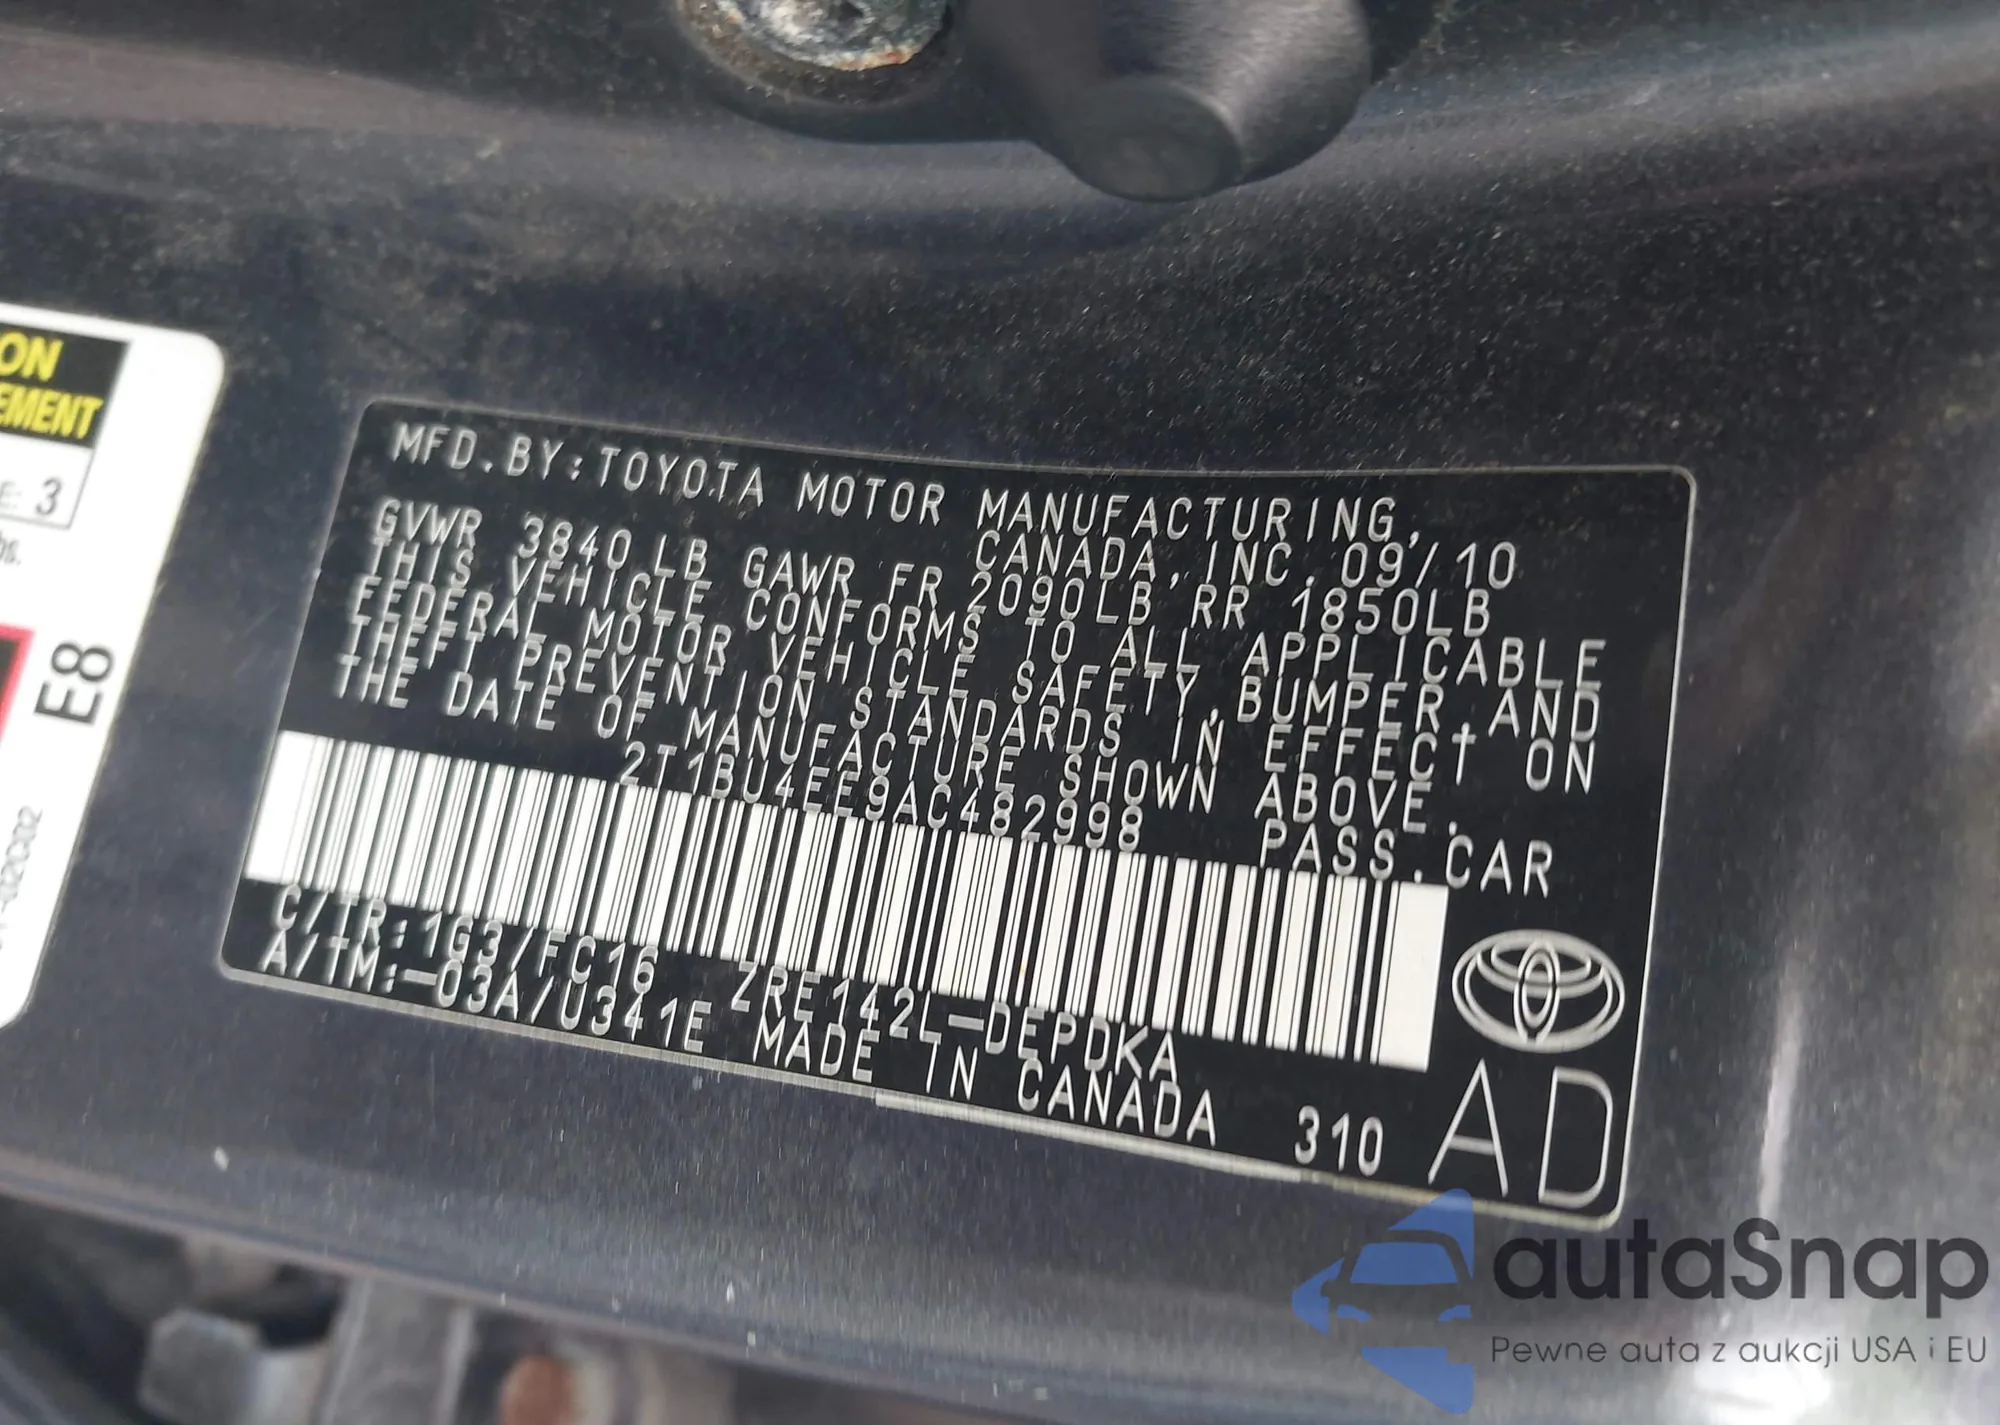 ON
EMENT
E: 3
bs.
E8
MFD.BY:TOYOTA MOTOR MANUFACTURING,
CANADA,INC.09/10
GVWR 3840LB GAWR FR 2090LB RR 1850LB
THIS VEHICLE CONFORMS TO ALL APPLICABLE
FEDERAL MOTOR VEHICLE SAFETY,BUMPER,AND
THEFT PREVENTION STANDARDS IN EFFECT ON
THE DATE OF MANUFACTURE SHOWN ABOVE.
2T1BU4EE9AC482998 PASS.CAR
C/TR:1G3/FC16 ZRE142L-DEPDKA
A/TM:-03A/U341E MADE IN CANADA 310
AD
autaSnap
Pewne auta z aukcji USA i EU